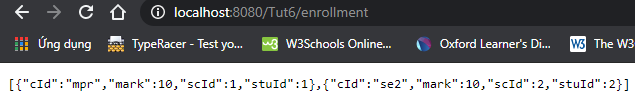 localhost:8080/Tut6/enrollment
Ứng dụng TypeRacer - Test yo... W3Schools Online... Oxford Learner's Di... The W3
[{"cId":"mpr","mark":10,"scId":1,"stuId":1},{"cId":"se2","mark":10,"scId":2,"stuId":2}]